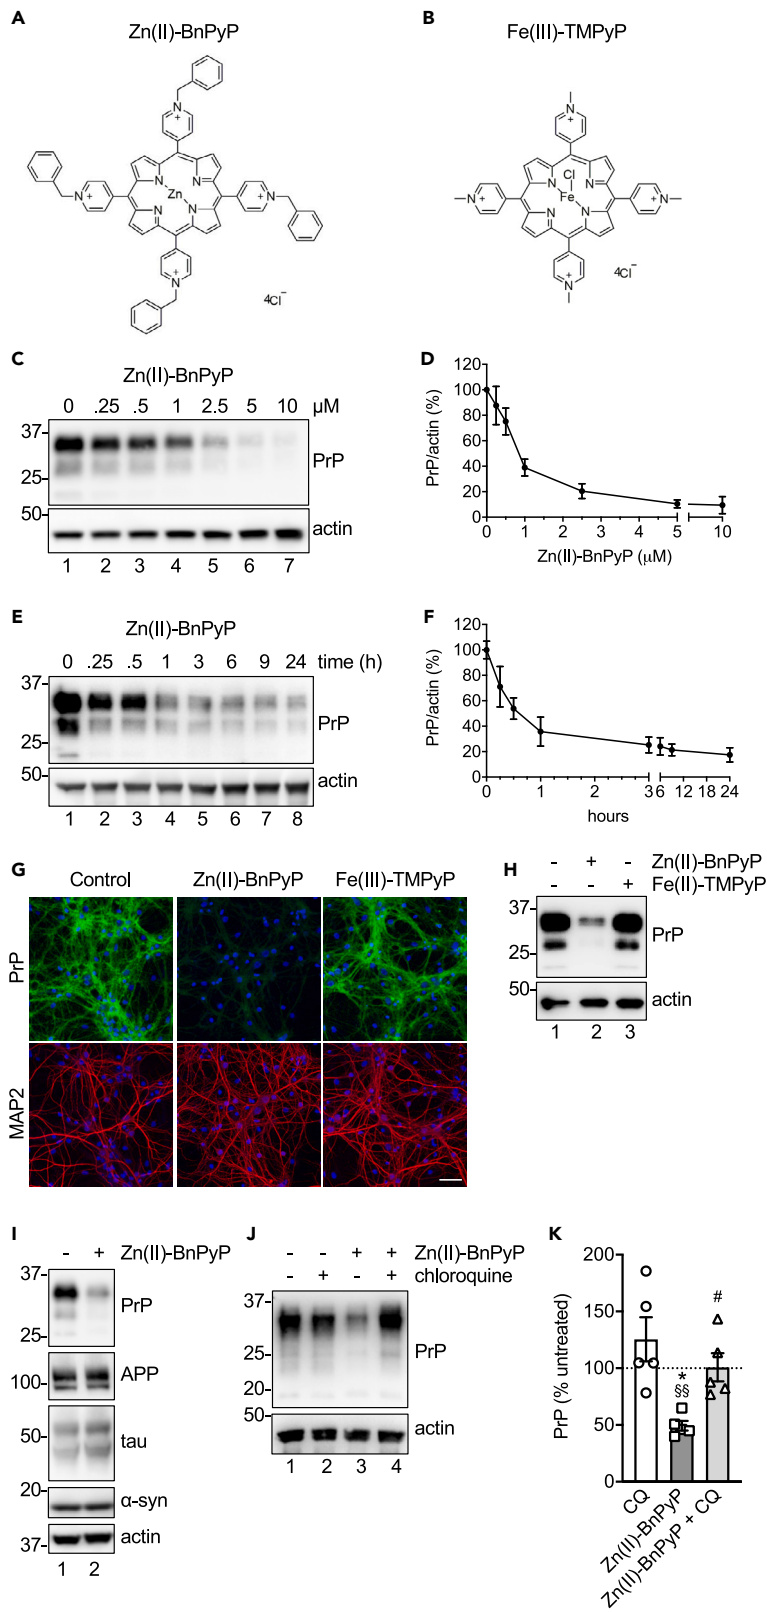 A
Zn(II)-BnPyP
N
+
N
+
N
N
Zn
N
N
N
+
N
+
4Cl⁻
B
Fe(III)-TMPyP
N
+
N
+
Cl
N
N
Fe
N
N
N
+
N
+
4Cl⁻
C
Zn(II)-BnPyP
0 .25 .5 1 2.5 5 10 µM
37
25
PrP
50
actin
1 2 3 4 5 6 7
D
120
100
80
60
40
20
0
PrP/actin (%)
0 1 2 3 4 5 10
Zn(II)-BnPyP (µM)
E
Zn(II)-BnPyP
0 .25 .5 1 3 6 9 24 time (h)
37
25
PrP
50
actin
1 2 3 4 5 6 7 8
F
120
100
80
60
40
20
0
PrP/actin (%)
0 1 2 3 6 12 18 24
hours
G
Control Zn(II)-BnPyP Fe(III)-TMPyP
PrP
MAP2
H
- + - Zn(II)-BnPyP
- - + Fe(II)-TMPyP
37
25
PrP
50
actin
1 2 3
I
- + Zn(II)-BnPyP
37
25
PrP
100
APP
50
tau
20
α-syn
37
actin
1 2
J
- - + + Zn(II)-BnPyP
- + - + chloroquine
37
25
20
PrP
50
actin
1 2 3 4
K
200
150
100
50
0
PrP (% untreated)
*
§§
#
CQ
Zn(II)-BnPyP
Zn(II)-BnPyP + CQ